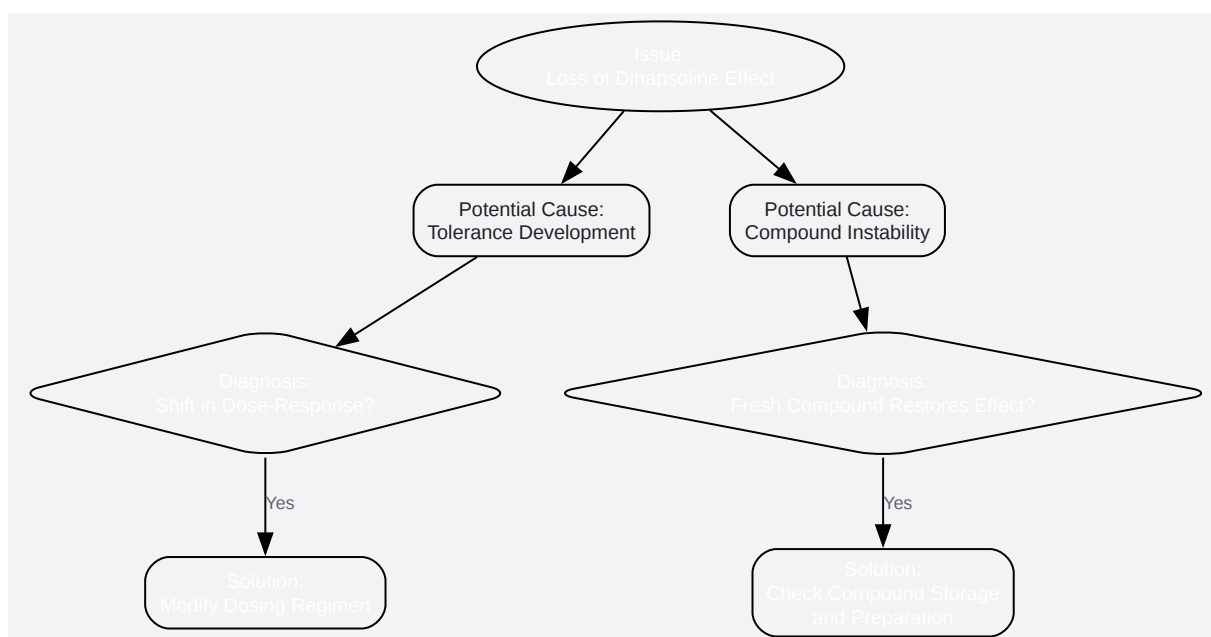 Issue:
Loss of Dinapsoline Effect
Potential Cause:
Tolerance Development
Potential Cause:
Compound Instability
Diagnosis:
Shift in Dose-Response?
Diagnosis:
Fresh Compound Restores Effect?
Yes
Yes
Solution:
Modify Dosing Regimen
Solution:
Check Compound Storage
and Preparation